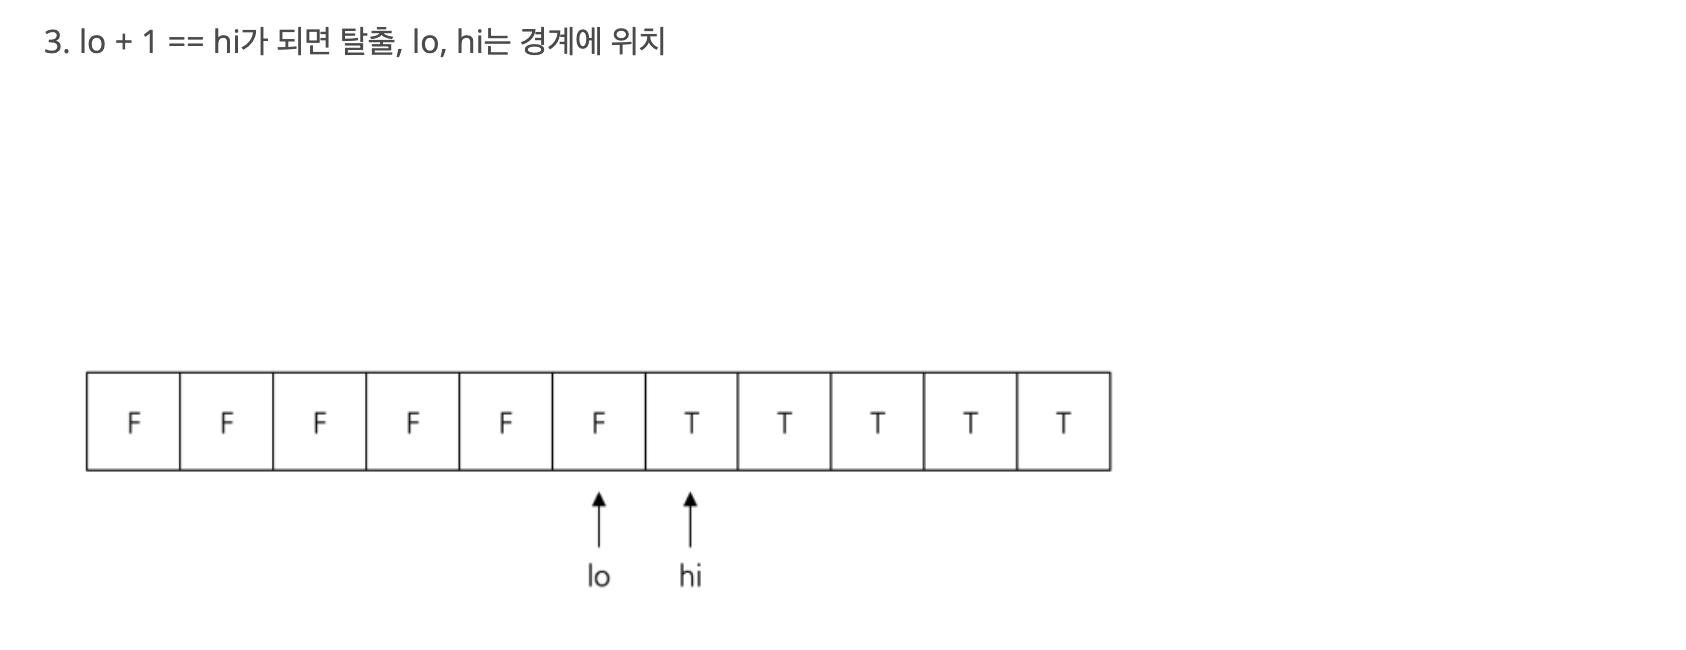 3. lo + 1 == hi가 되면 탈출, lo, hi는 경계에 위치
F F F F F F T T T T T
lo hi